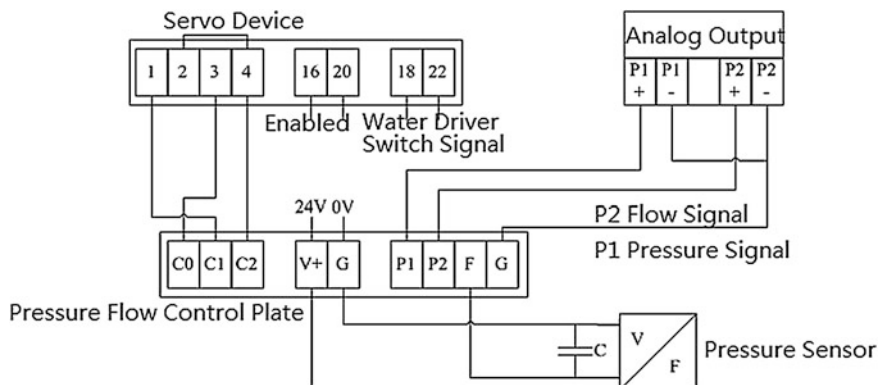 Servo Device
Analog Output
1 2 3 4 16 20 18 22
P1 + P1 - P2 + P2 -
Enabled
Water Driver
Switch Signal
24V 0V
P2 Flow Signal
P1 Pressure Signal
C0 C1 C2 V+ G P1 P2 F G
Pressure Flow Control Plate
C
V
F
Pressure Sensor